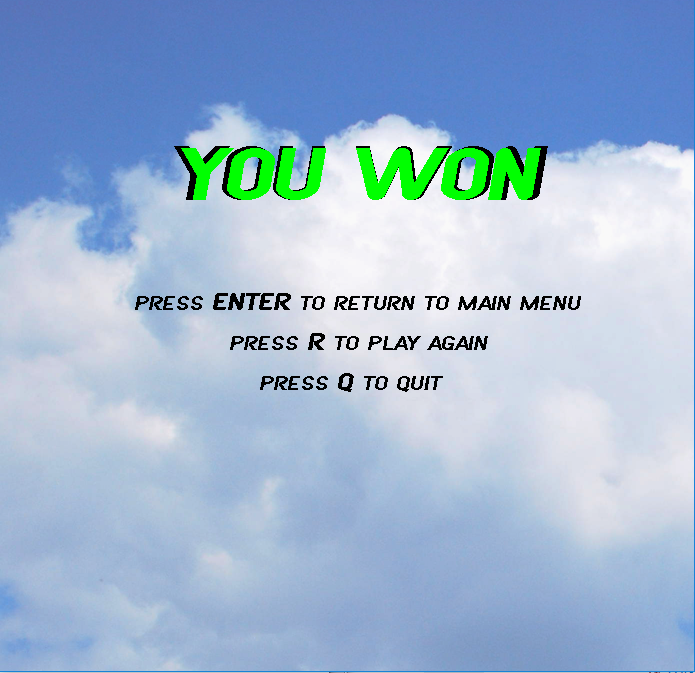 YOU WON
PRESS ENTER TO RETURN TO MAIN MENU
PRESS R TO PLAY AGAIN
PRESS Q TO QUIT